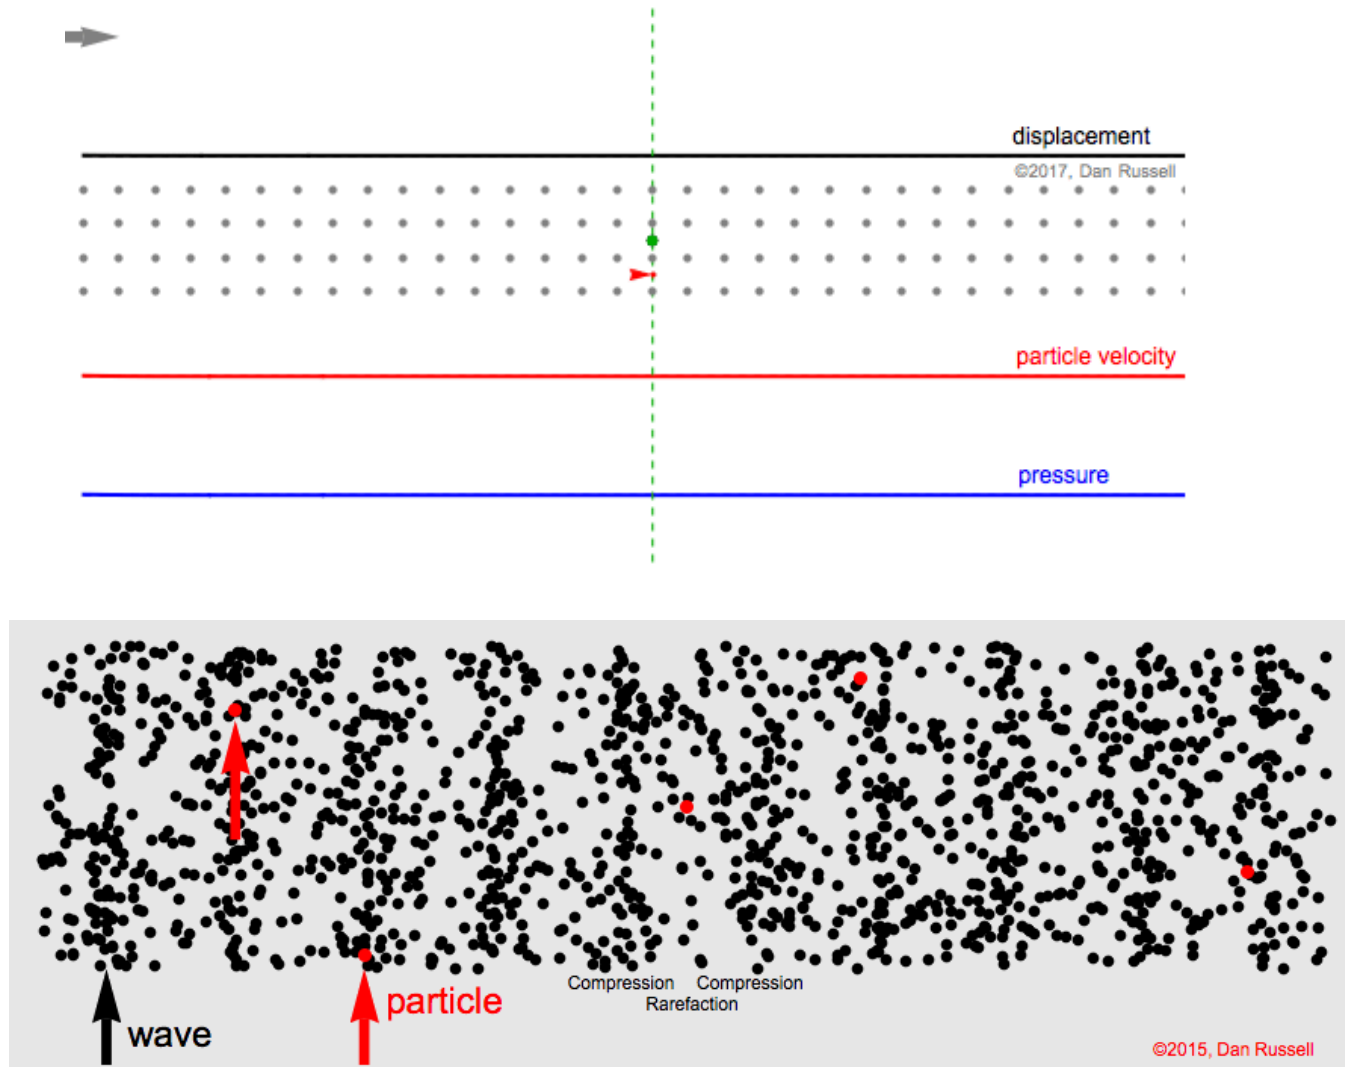 displacement
©2017, Dan Russell
particle velocity
pressure
Compression Compression
Rarefaction
particle
wave
©2015, Dan Russell